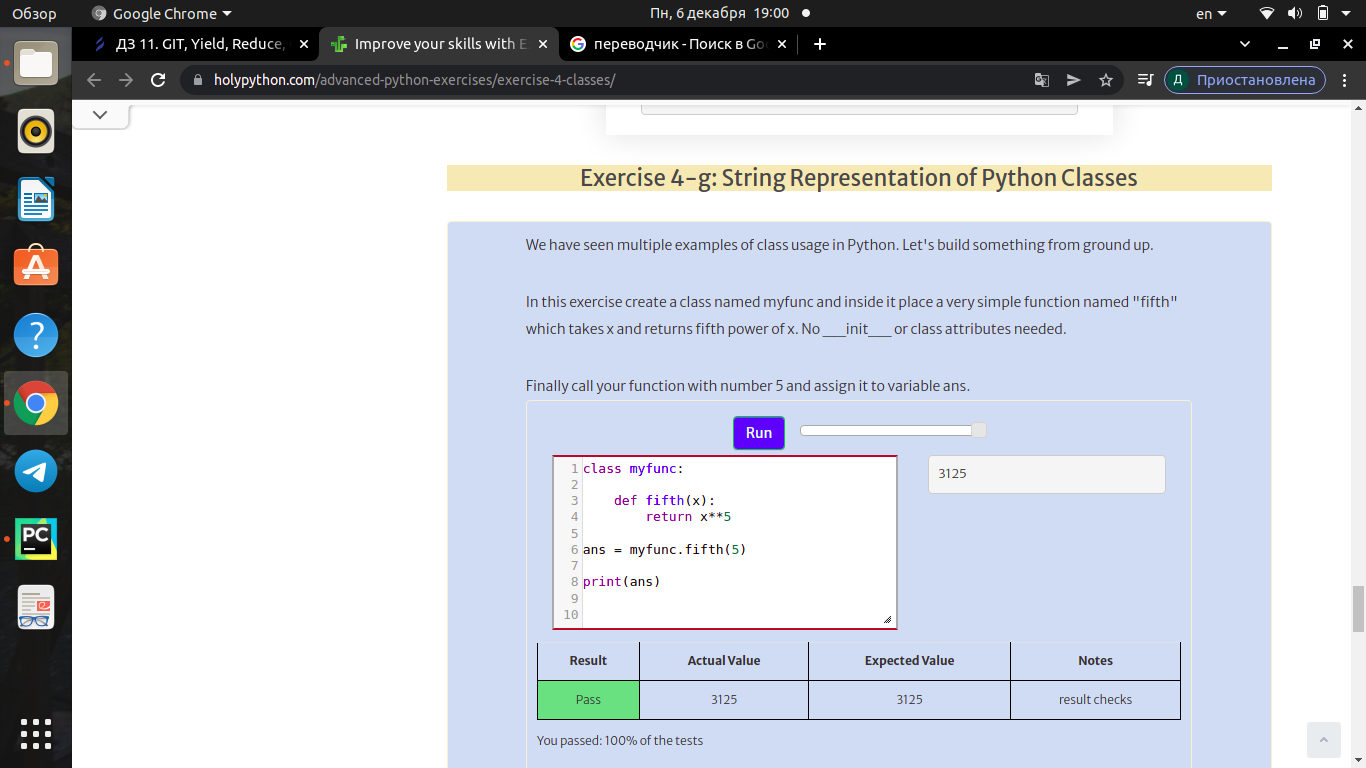 Обзор
Google Chrome
Пн, 6 декабря 19:00
en
ДЗ 11. GIT, Yield, Reduce,
Improve your skills with E
переводчик - Поиск в Go
holypython.com/advanced-python-exercises/exercise-4-classes/
Д Приостановлена
Exercise 4-g: String Representation of Python Classes
We have seen multiple examples of class usage in Python. Let's build something from ground up.
In this exercise create a class named myfunc and inside it place a very simple function named "fifth"
which takes x and returns fifth power of x. No ___init___ or class attributes needed.
Finally call your function with number 5 and assign it to variable ans.
Run
1 class myfunc:
2
3     def fifth(x):
4         return x**5
5
6 ans = myfunc.fifth(5)
7
8 print(ans)
9
10
3125
Result Actual Value Expected Value Notes
Pass 3125 3125 result checks
You passed: 100% of the tests
PC